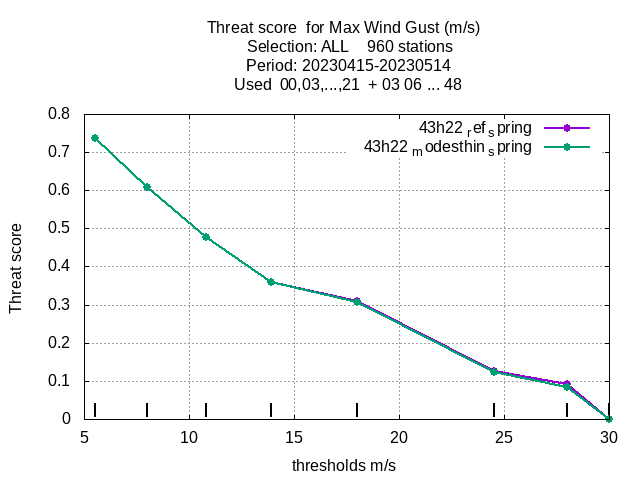 Threat score  for Max Wind Gust (m/s)
Selection: ALL    960 stations
Period: 20230415-20230514
Used  00,03,...,21  + 03 06 ... 48
43h22 ref spring
43h22 modesthin spring
Threat score
0.8
0.7
0.6
0.5
0.4
0.3
0.2
0.1
0
5 10 15 20 25 30
thresholds m/s